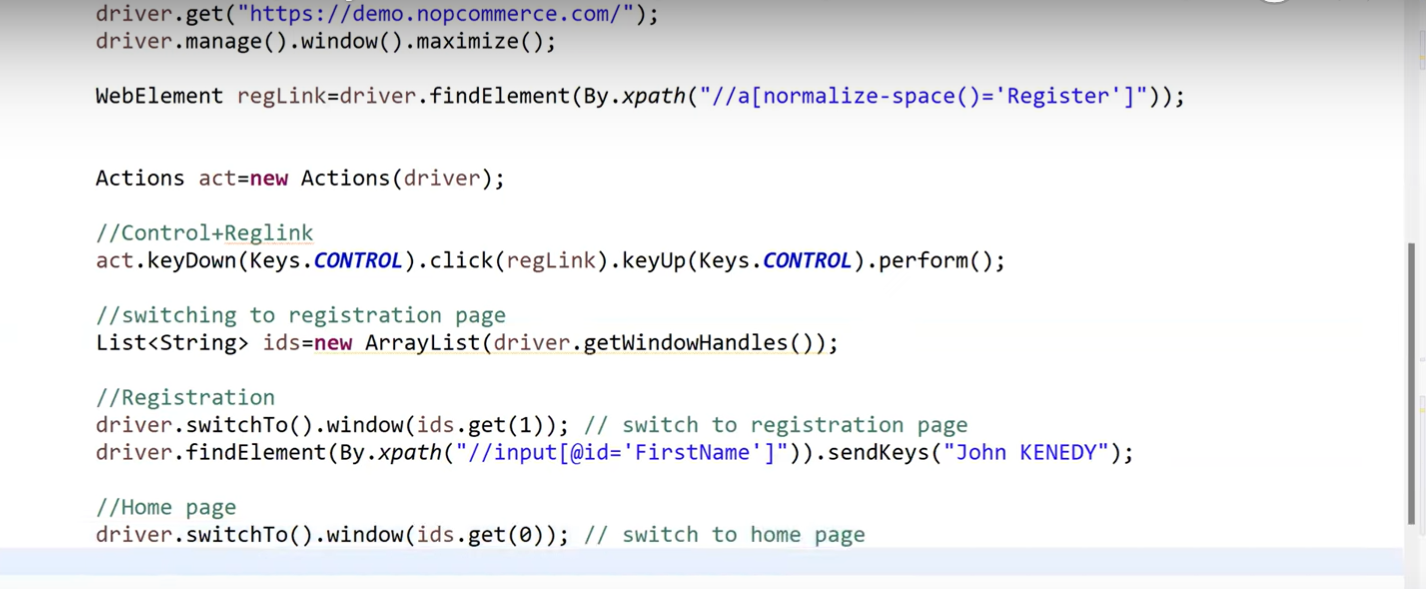 driver.get("https://demo.nopcommerce.com/");
driver.manage().window().maximize();
WebElement regLink=driver.findElement(By.xpath("//a[normalize-space()='Register']"));
Actions act=new Actions(driver);
//Control+Reglink
act.keyDown(Keys.CONTROL).click(regLink).keyUp(Keys.CONTROL).perform();
//switching to registration page
List<String> ids=new ArrayList(driver.getWindowHandles());
//Registration
driver.switchTo().window(ids.get(1)); // switch to registration page
driver.findElement(By.xpath("//input[@id='FirstName']")).sendKeys("John KENEDY");
//Home page
driver.switchTo().window(ids.get(0)); // switch to home page